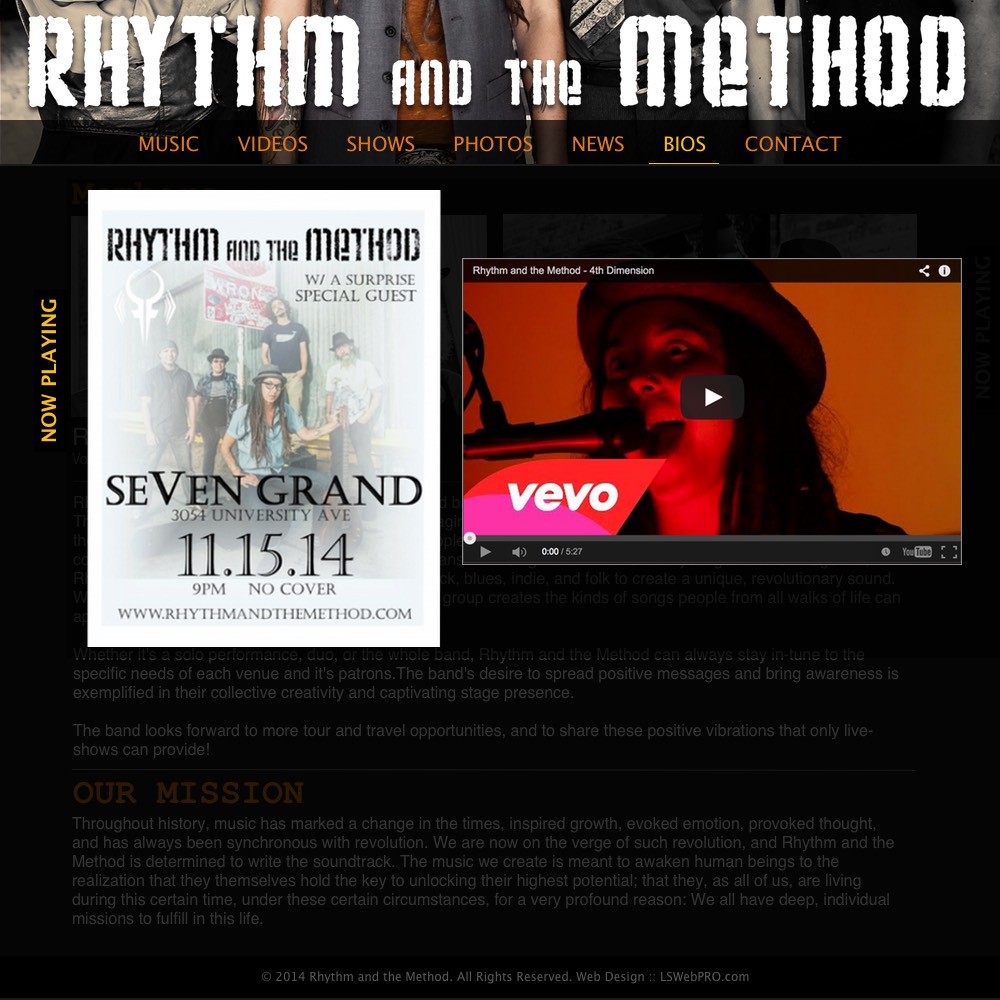 RHYTHM AND THE METHOD
MUSIC VIDEOS SHOWS PHOTOS NEWS BIOS CONTACT
NOW PLAYING
RHYTHM AND THE METHOD
W/ A SURPRISE
SPECIAL GUEST
WRONG
SEVEN GRAND
3054 UNIVERSITY AVE
11.15.14
9PM NO COVER
WWW.RHYTHMANDTHEMETHOD.COM
Rhythm and the Method - 4th Dimension
vevo
0:00 / 5:27
YouTube
NOW PLAYING
blues, indie, and folk to create a unique, revolutionary sound.
group creates the kinds of songs people from all walks of life can
Whether it's a solo performance, duo, or the whole band, Rhythm and the Method can always stay in-tune to the
specific needs of each venue and it's patrons.The band's desire to spread positive messages and bring awareness is
exemplified in their collective creativity and captivating stage presence.
The band looks forward to more tour and travel opportunities, and to share these positive vibrations that only live-
shows can provide!
OUR MISSION
Throughout history, music has marked a change in the times, inspired growth, evoked emotion, provoked thought,
and has always been synchronous with revolution. We are now on the verge of such revolution, and Rhythm and the
Method is determined to write the soundtrack. The music we create is meant to awaken human beings to the
realization that they themselves hold the key to unlocking their highest potential; that they, as all of us, are living
during this certain time, under these certain circumstances, for a very profound reason: We all have deep, individual
missions to fulfill in this life.
© 2014 Rhythm and the Method. All Rights Reserved. Web Design :: LSWebPRO.com